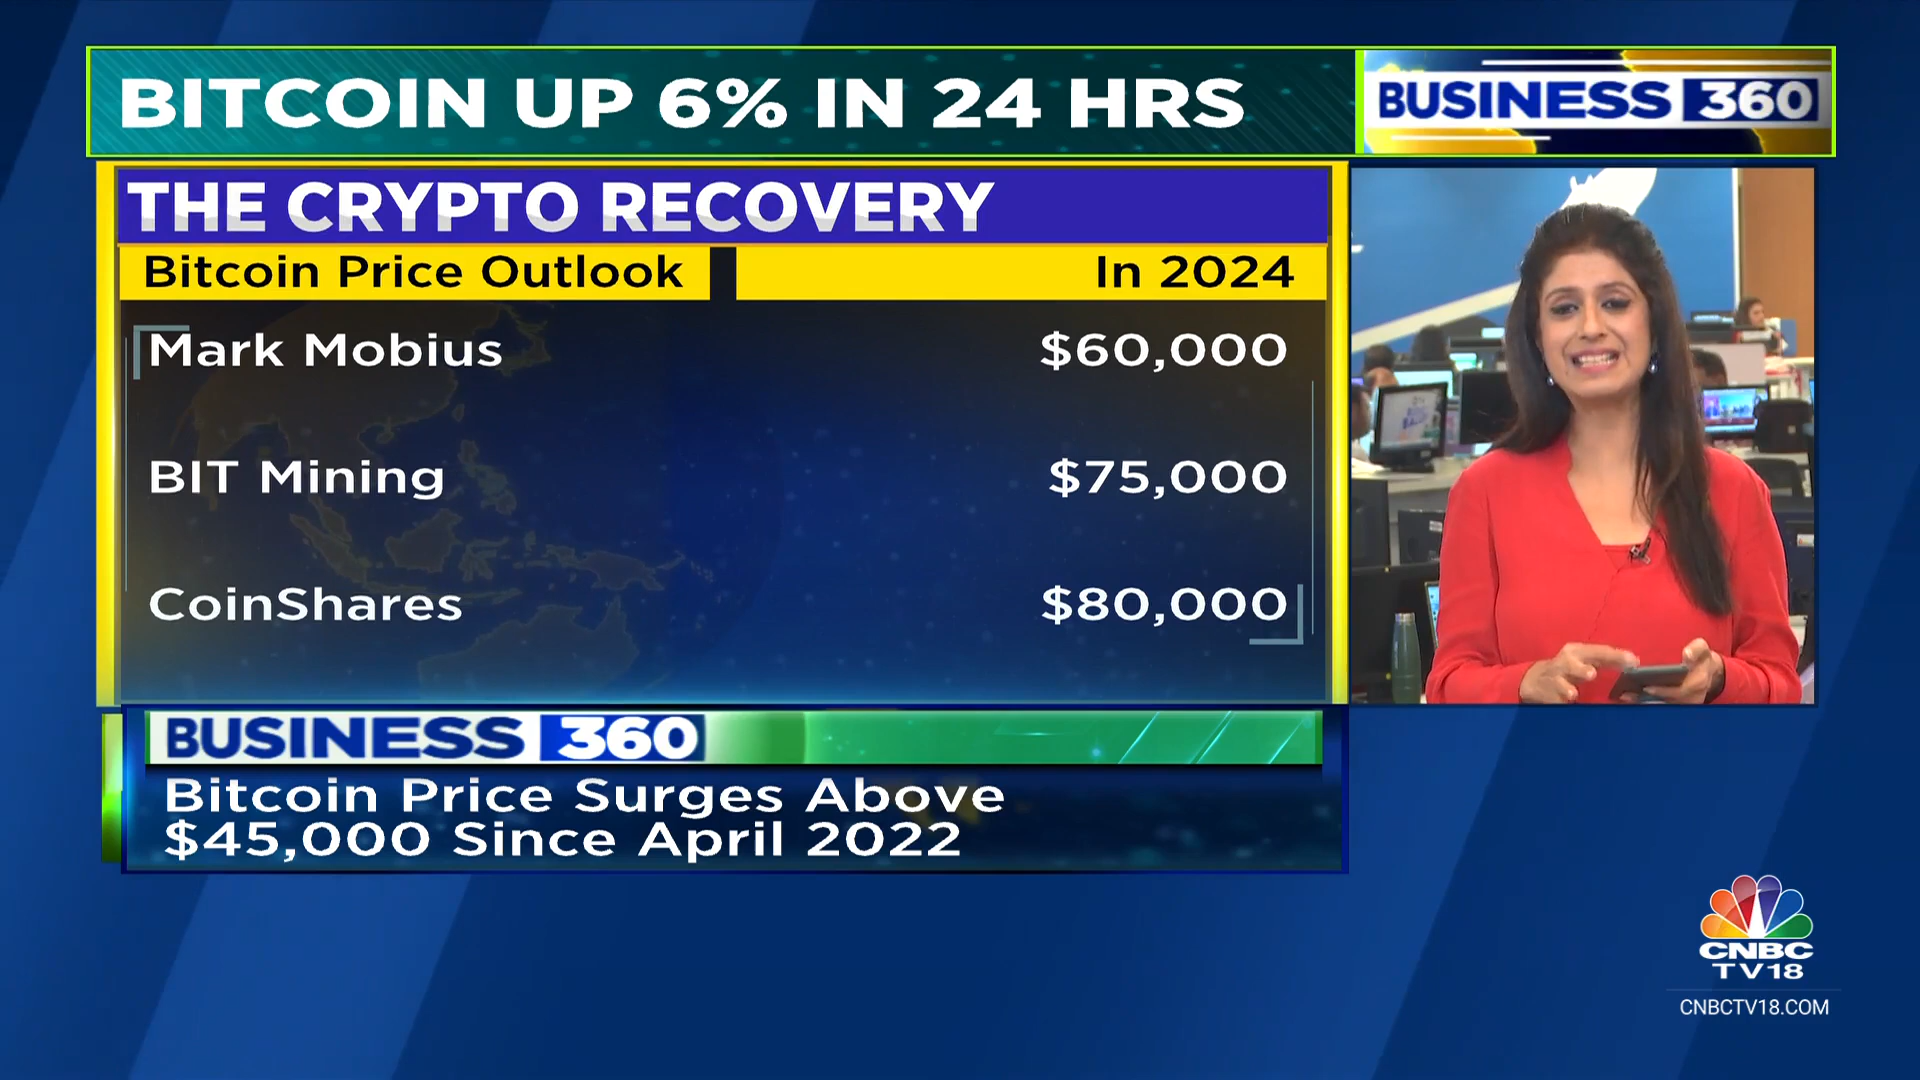 BITCOIN UP 6% IN 24 HRS
BUSINESS 360
THE CRYPTO RECOVERY
Bitcoin Price Outlook In 2024
Mark Mobius $60,000
BIT Mining $75,000
CoinShares $80,000
BUSINESS 360
Bitcoin Price Surges Above
$45,000 Since April 2022
CNBC
TV18
CNBCTV18.COM